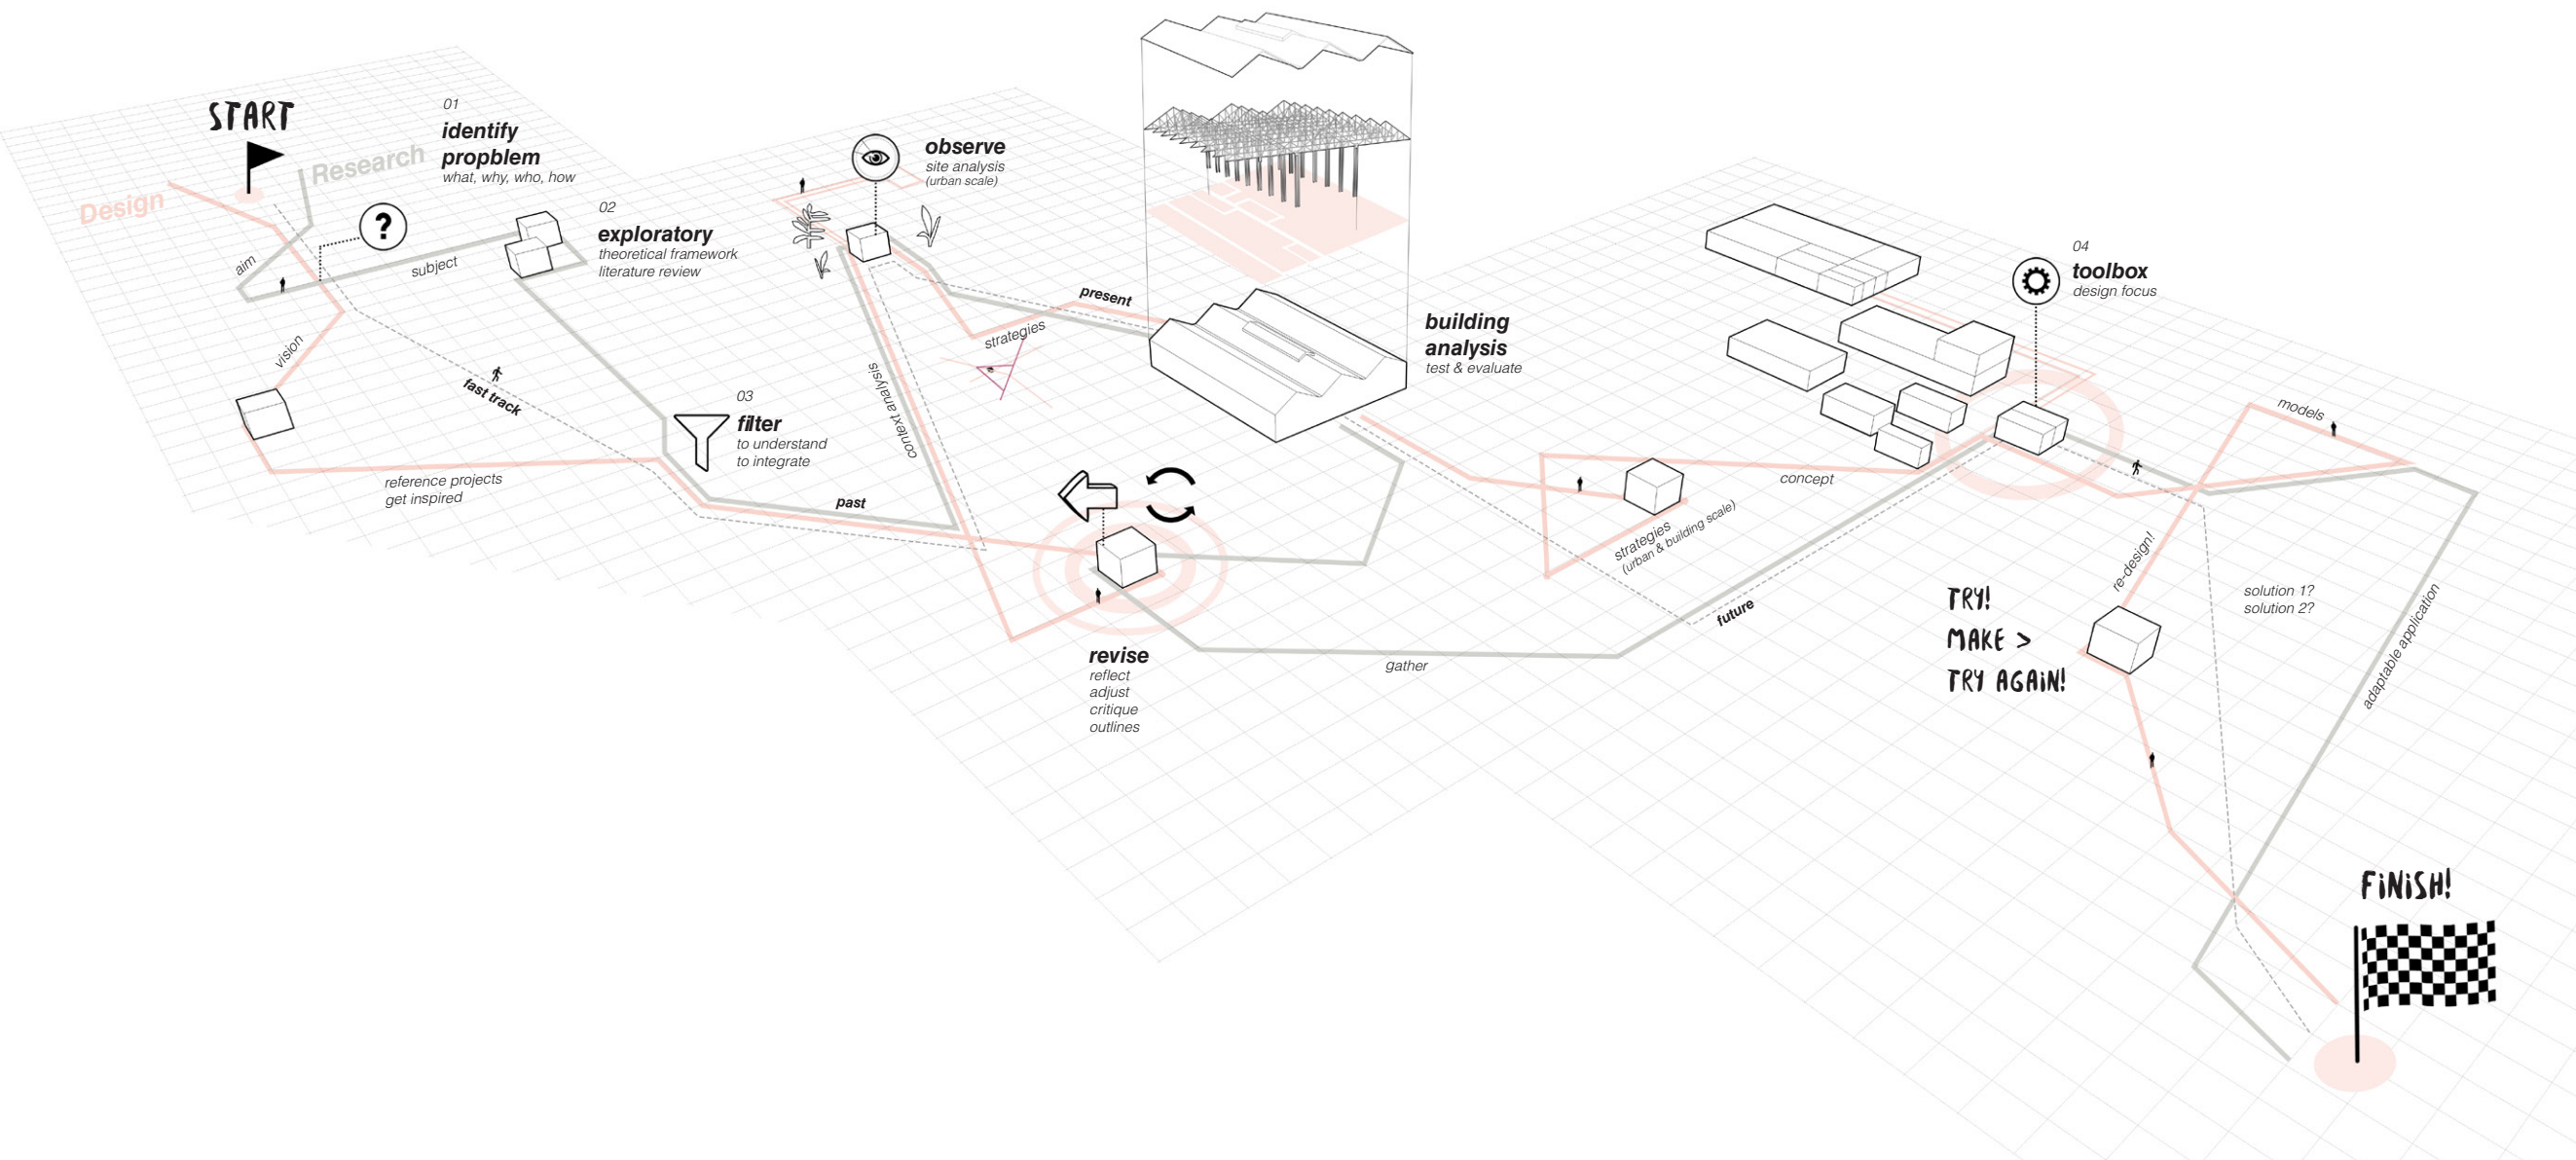 START
Design
Research
01
identify
propblem
what, why, who, how
?
aim
subject
02
exploratory
theoretical framework
literature review
vision
fast track
reference projects
get inspired
03
filter
to understand
to integrate
past
observe
site analysis
(urban scale)
context analysis
strategies
present
building
analysis
test & evaluate
revise
reflect
adjust
critique
outlines
gather
strategies
(urban & building scale)
concept
future
04
toolbox
design focus
models
re-design!
TRY!
MAKE >
TRY AGAiN!
solution 1?
solution 2?
adaptable application
FiNiSH!